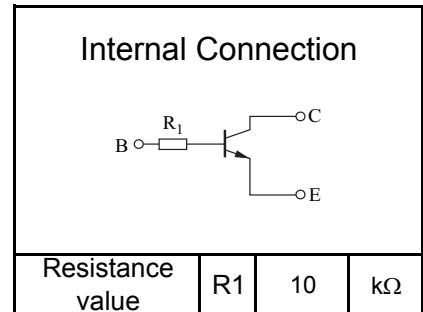 Internal Connection
R1
C
B
E
Resistance
value
R1
10
kΩ